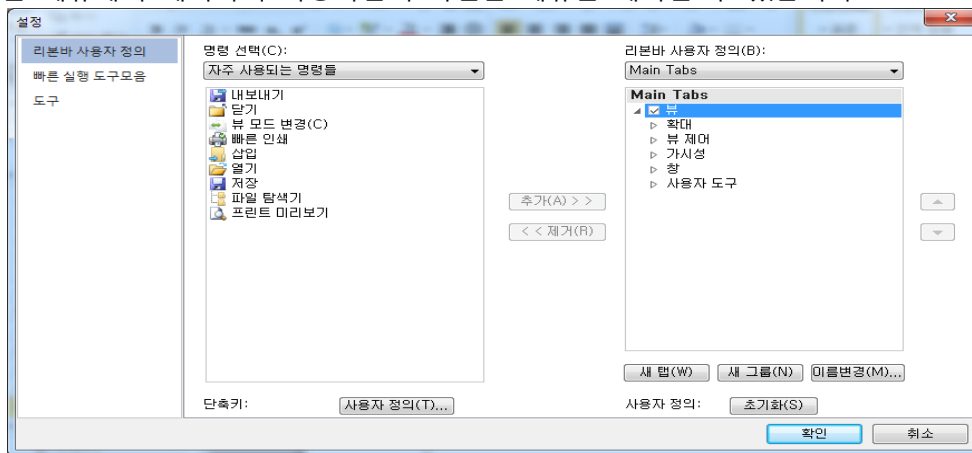 설정
리본바 사용자 정의
빠른 실행 도구모음
도구
명령 선택(C):
자주 사용되는 명령들
내보내기
닫기
뷰 모드 변경(C)
빠른 인쇄
삽입
열기
저장
파일 탐색기
프린트 미리보기
추가(A) > >
< < 제거(R)
리본바 사용자 정의(B):
Main Tabs
Main Tabs
뷰
확대
뷰 제어
가시성
창
사용자 도구
새 탭(W) 새 그룹(N) 이름변경(M)...
단축키: 사용자 정의(T)...
사용자 정의: 초기화(S)
확인 취소